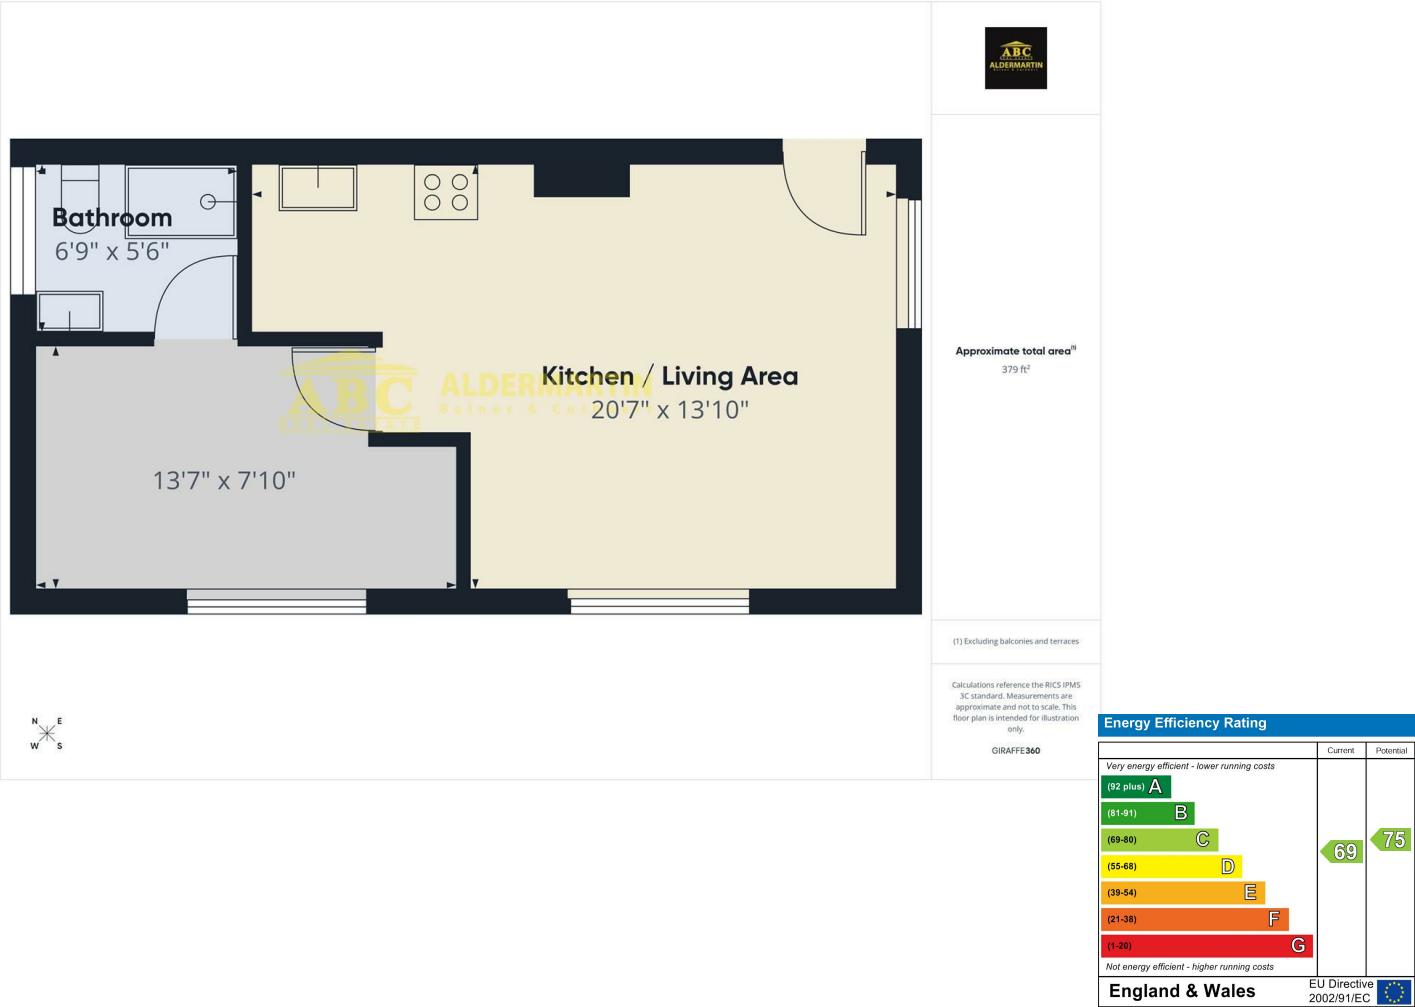 ABC
ALDERMARTIN
Bathroom
6'9" x 5'6"
Kitchen / Living Area
20'7" x 13'10"
ABC
ALDERMARTIN
13'7" x 7'10"
Approximate total area(1)
379 ft²
(1) Excluding balconies and terraces
Calculations reference the RICS IPMS
3C standard. Measurements are
approximate and not to scale. This
floor plan is intended for illustration
only.
GIRAFFE360
N E
W S
Energy Efficiency Rating
Current Potential
Very energy efficient - lower running costs
(92 plus) A
(81-91) B
(69-80) C
(55-68) D
(39-54) E
(21-38) F
(1-20) G
69
75
Not energy efficient - higher running costs
England & Wales
EU Directive
2002/91/EC